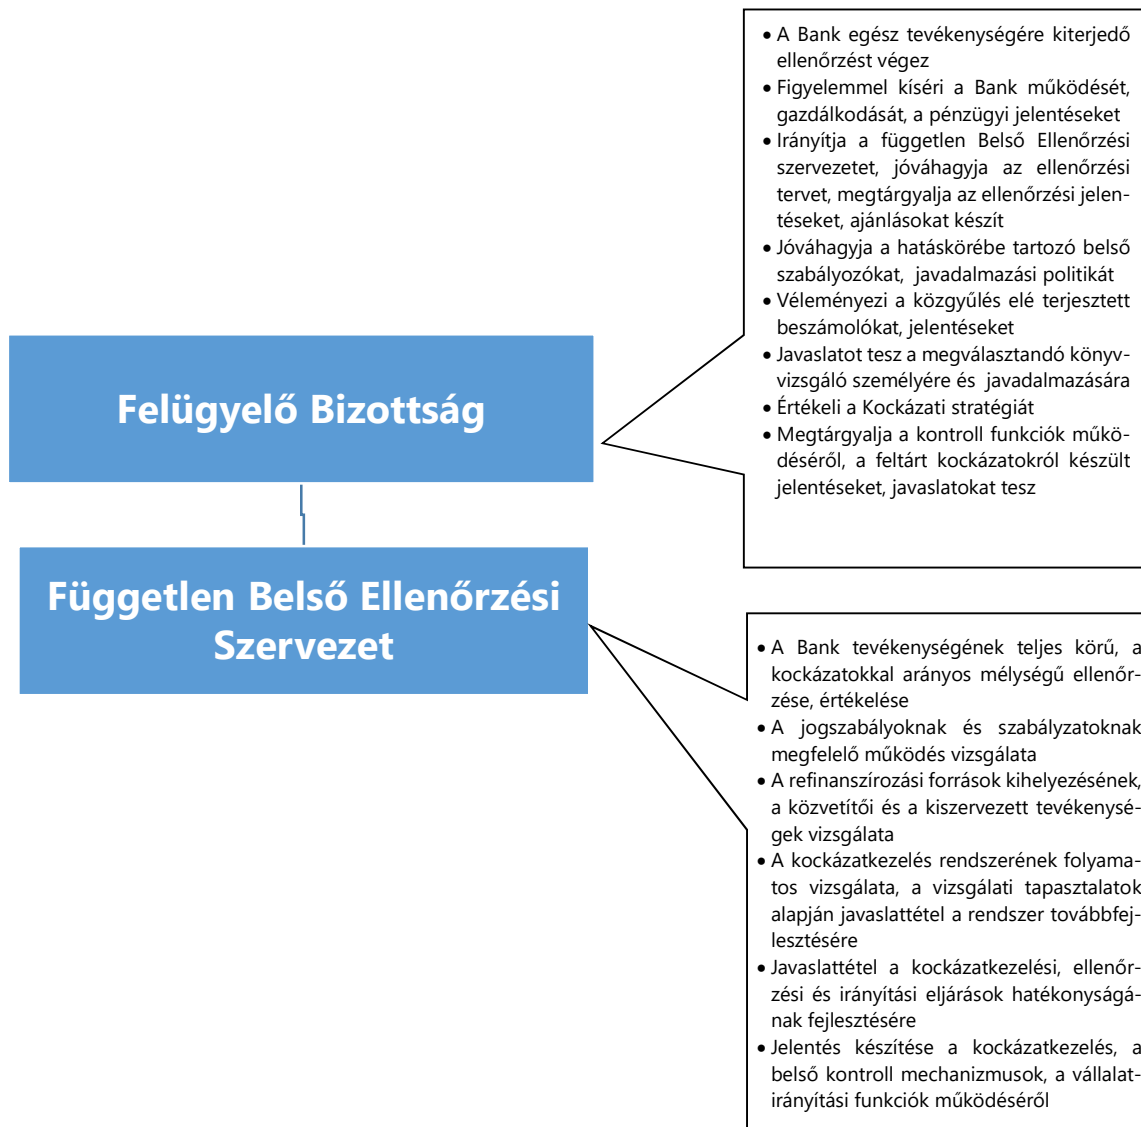 • A Bank egész tevékenységére kiterjedő
ellenőrzést végez
• Figyelemmel kíséri a Bank működését,
gazdálkodását, a pénzügyi jelentéseket
• Irányítja a független Belső Ellenőrzési
szervezetet, jóváhagyja az ellenőrzési
tervet, megtárgyalja az ellenőrzési jelen-
téseket, ajánlásokat készít
• Jóváhagyja a hatáskörébe tartozó belső
szabályozókat, javadalmazási politikát
• Véleményezi a közgyűlés elé terjesztett
beszámolókat, jelentéseket
• Javaslatot tesz a megválasztandó könyv-
vizsgáló személyére és javadalmazására
• Értékeli a Kockázati stratégiát
• Megtárgyalja a kontroll funkciók műkö-
déséről, a feltárt kockázatokról készült
jelentéseket, javaslatokat tesz
Felügyelő Bizottság
Független Belső Ellenőrzési
Szervezet
• A Bank tevékenységének teljes körű, a
kockázatokkal arányos mélységű ellenőr-
zése, értékelése
• A jogszabályoknak és szabályzatoknak
megfelelő működés vizsgálata
• A refinanszírozási források kihelyezésének,
a közvetítői és a kiszervezett tevékenysé-
gek vizsgálata
• A kockázatkezelés rendszerének folyama-
tos vizsgálata, a vizsgálati tapasztalatok
alapján javaslattétel a rendszer továbbfej-
lesztésére
• Javaslattétel a kockázatkezelési, ellenőr-
zési és irányítási eljárások hatékonyságá-
nak fejlesztésére
• Jelentés készítése a kockázatkezelés, a
belső kontroll mechanizmusok, a vállalat-
irányítási funkciók működéséről